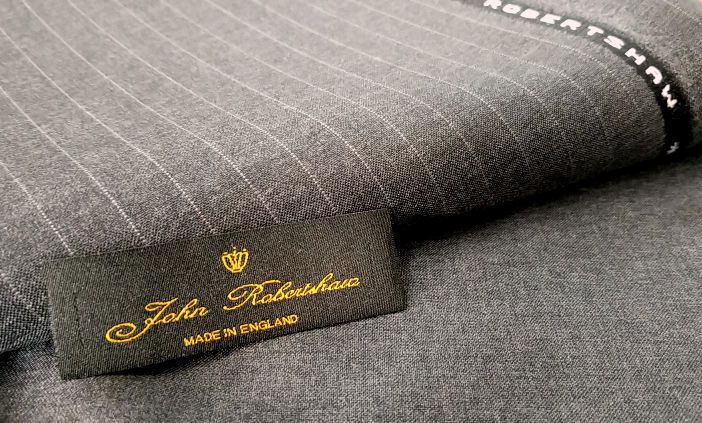 ROBERTSHAW *
John Robertshaw
MADE IN ENGLAND